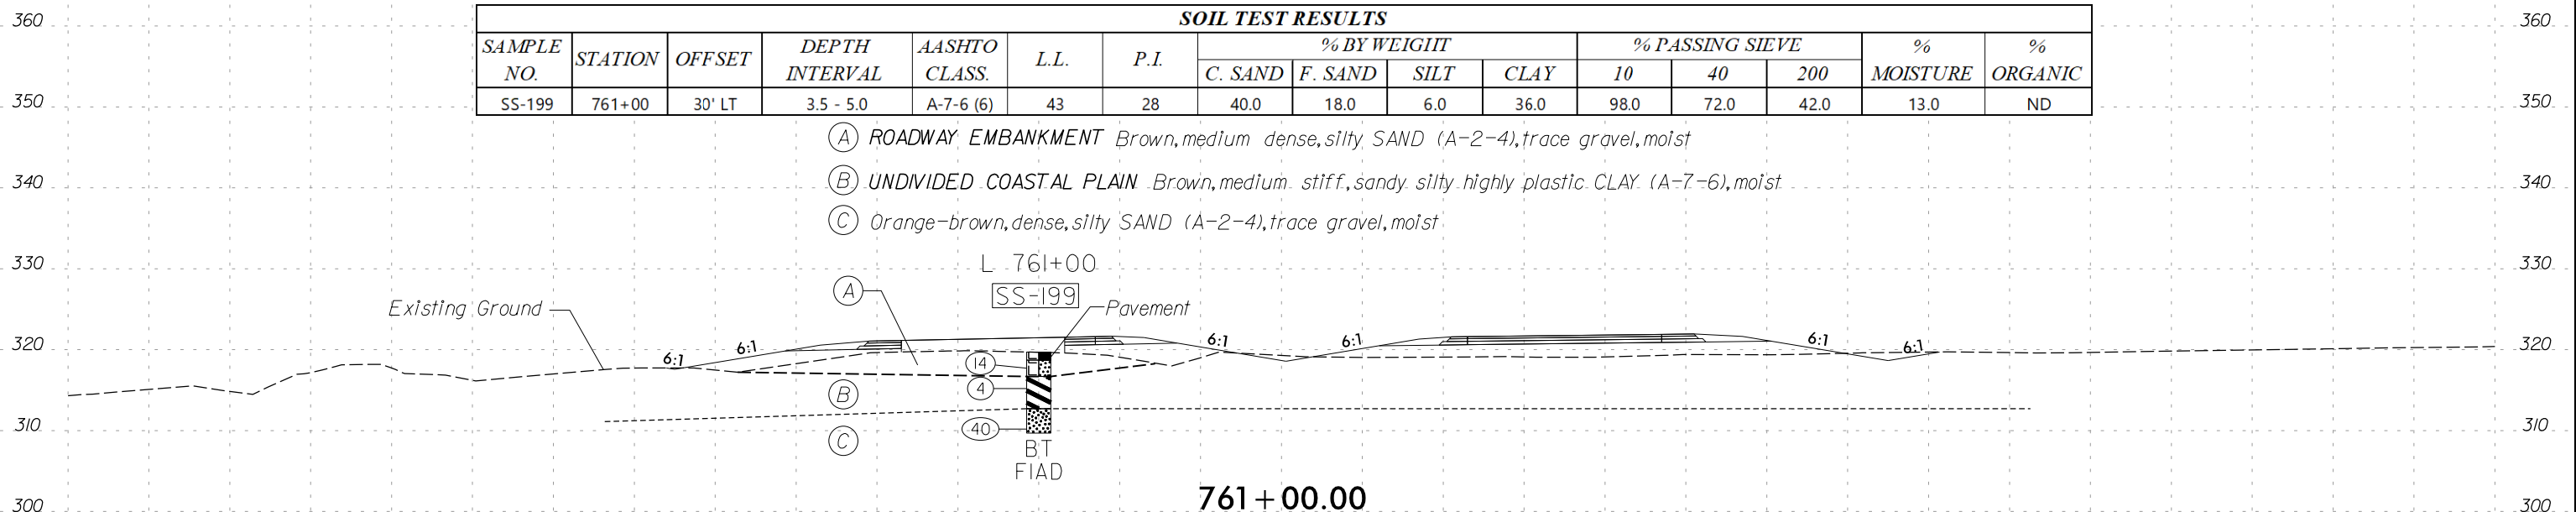 SOIL TEST RESULTS
SAMPLE NO. STATION OFFSET DEPTH INTERVAL AASHTO CLASS. L.L. P.I. % BY WEIGHT % PASSING SIEVE % MOISTURE % ORGANIC
C. SAND F. SAND SILT CLAY 10 40 200
SS-199 761+00 30' LT 3.5 - 5.0 A-7-6 (6) 43 28 40.0 18.0 6.0 36.0 98.0 72.0 42.0 13.0 ND
A ROADWAY EMBANKMENT Brown, medium dense, silty SAND (A-2-4), trace gravel, moist
B UNDIVIDED COASTAL PLAIN Brown, medium stiff, sandy silty highly plastic CLAY (A-7-6), moist
C Orange-brown, dense, silty SAND (A-2-4), trace gravel, moist
360 360
350 350
340 340
330 330
320 320
310 310
300 300
L 761+00
SS-199
A
Existing Ground
Pavement
6:1 6:1 6:1 6:1 6:1 6:1
14
4
B
40
C
BT
FIAD
761+00.00